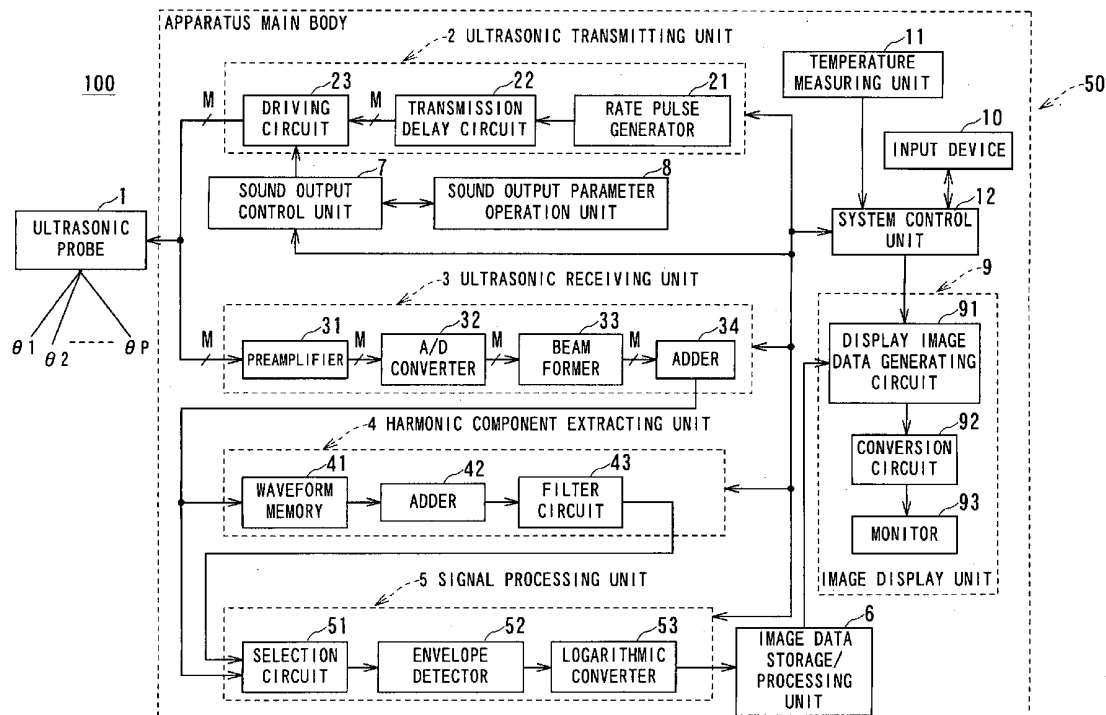 APPARATUS MAIN BODY
2 ULTRASONIC TRANSMITTING UNIT
11
TEMPERATURE
MEASURING UNIT
50
100
M
23
DRIVING
CIRCUIT
M
22
TRANSMISSION
DELAY CIRCUIT
21
RATE PULSE
GENERATOR
10
INPUT DEVICE
7
SOUND OUTPUT
CONTROL UNIT
8
SOUND OUTPUT PARAMETER
OPERATION UNIT
12
SYSTEM CONTROL
UNIT
1
ULTRASONIC
PROBE
θ1
θ2
θP
3 ULTRASONIC RECEIVING UNIT
M
31
PREAMPLIFIER
M
32
A/D
CONVERTER
M
33
BEAM
FORMER
M
34
ADDER
9
91
DISPLAY IMAGE
DATA GENERATING
CIRCUIT
92
CONVERSION
CIRCUIT
93
MONITOR
IMAGE DISPLAY UNIT
4 HARMONIC COMPONENT EXTRACTING UNIT
41
WAVEFORM
MEMORY
42
ADDER
43
FILTER
CIRCUIT
5 SIGNAL PROCESSING UNIT
51
SELECTION
CIRCUIT
52
ENVELOPE
DETECTOR
53
LOGARITHMIC
CONVERTER
6
IMAGE DATA
STORAGE/
PROCESSING
UNIT